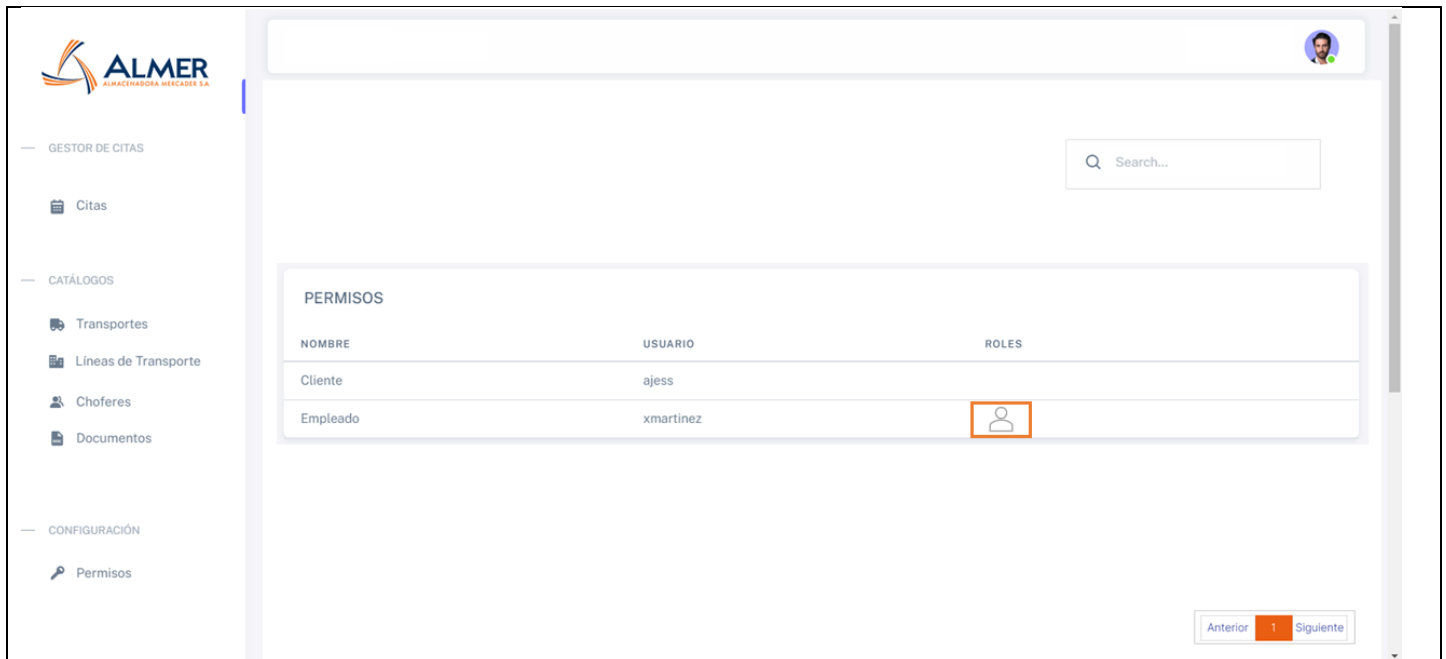 ALMER
ALMACENADORA MERCADER S.A
GESTOR DE CITAS
Search...
Citas
CATÁLOGOS
PERMISOS
Transportes
NOMBRE USUARIO ROLES
Líneas de Transporte
Cliente ajess
Choferes
Empleado xmartinez
Documentos
CONFIGURACIÓN
Permisos
Anterior 1 Siguiente